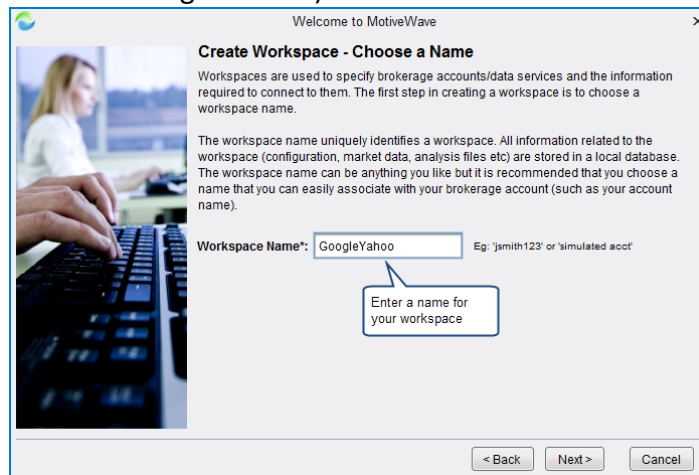 Welcome to MotiveWave
Create Workspace - Choose a Name
Workspaces are used to specify brokerage accounts/data services and the information
required to connect to them. The first step in creating a workspace is to choose a
workspace name.
The workspace name uniquely identifies a workspace. All information related to the
workspace (configuration, market data, analysis files etc) are stored in a local database.
The workspace name can be anything you like but it is recommended that you choose a
name that you can easily associate with your brokerage account (such as your account
name).
Workspace Name*: GoogleYahoo Eg: 'jsmith123' or 'simulated acct'
Enter a name for
your workspace
< Back Next > Cancel